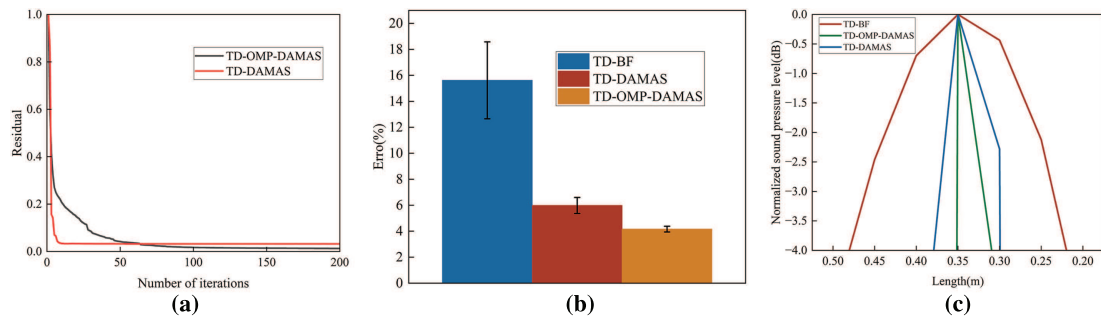 1.0
0.8
0.6
0.4
0.2
0.0
Residual
TD-OMP-DAMAS
TD-DAMAS
0
50
100
150
200
Number of iterations
(a)
20
18
16
14
12
10
8
6
4
2
0
Erro(%)
TD-BF
TD-DAMAS
TD-OMP-DAMAS
(b)
0.0
−0.5
−1.0
−1.5
−2.0
−2.5
−3.0
−3.5
−4.0
Normalized sound pressure level(dB)
TD-BF
TD-OMP-DAMAS
TD-DAMAS
0.50
0.45
0.40
0.35
0.30
0.25
0.20
Length(m)
(c)